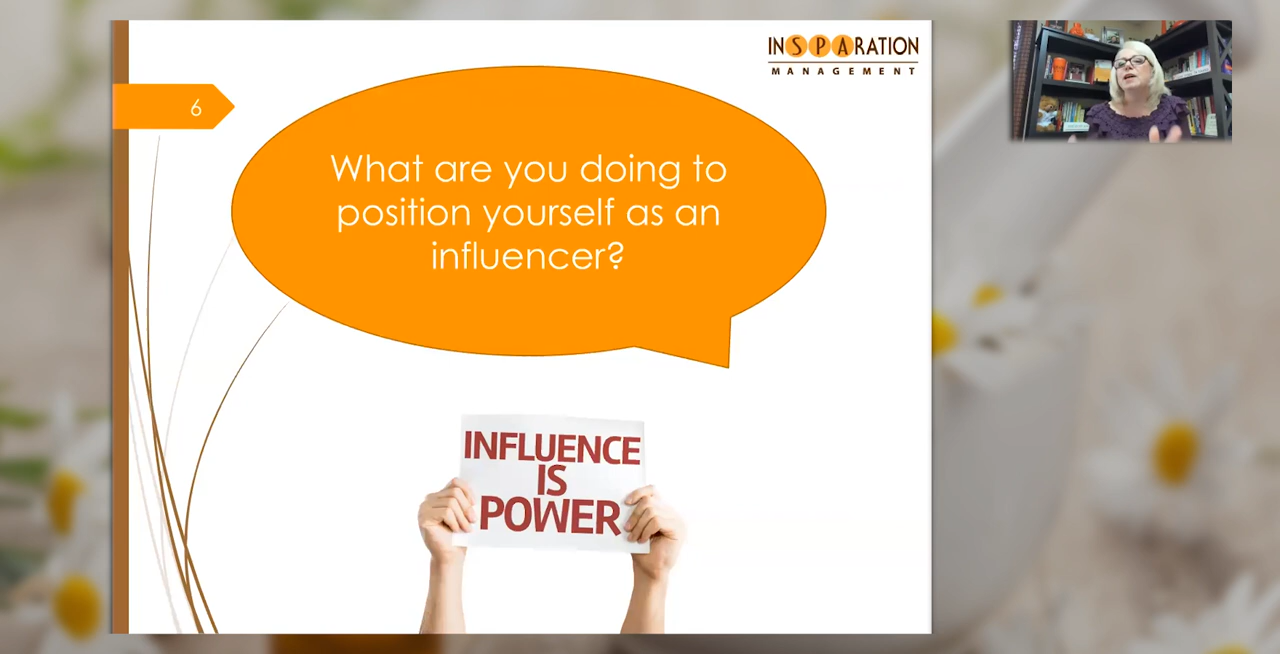 6
INSPARATION
MANAGEMENT
What are you doing to
position yourself as an
influencer?
INFLUENCE
IS
POWER